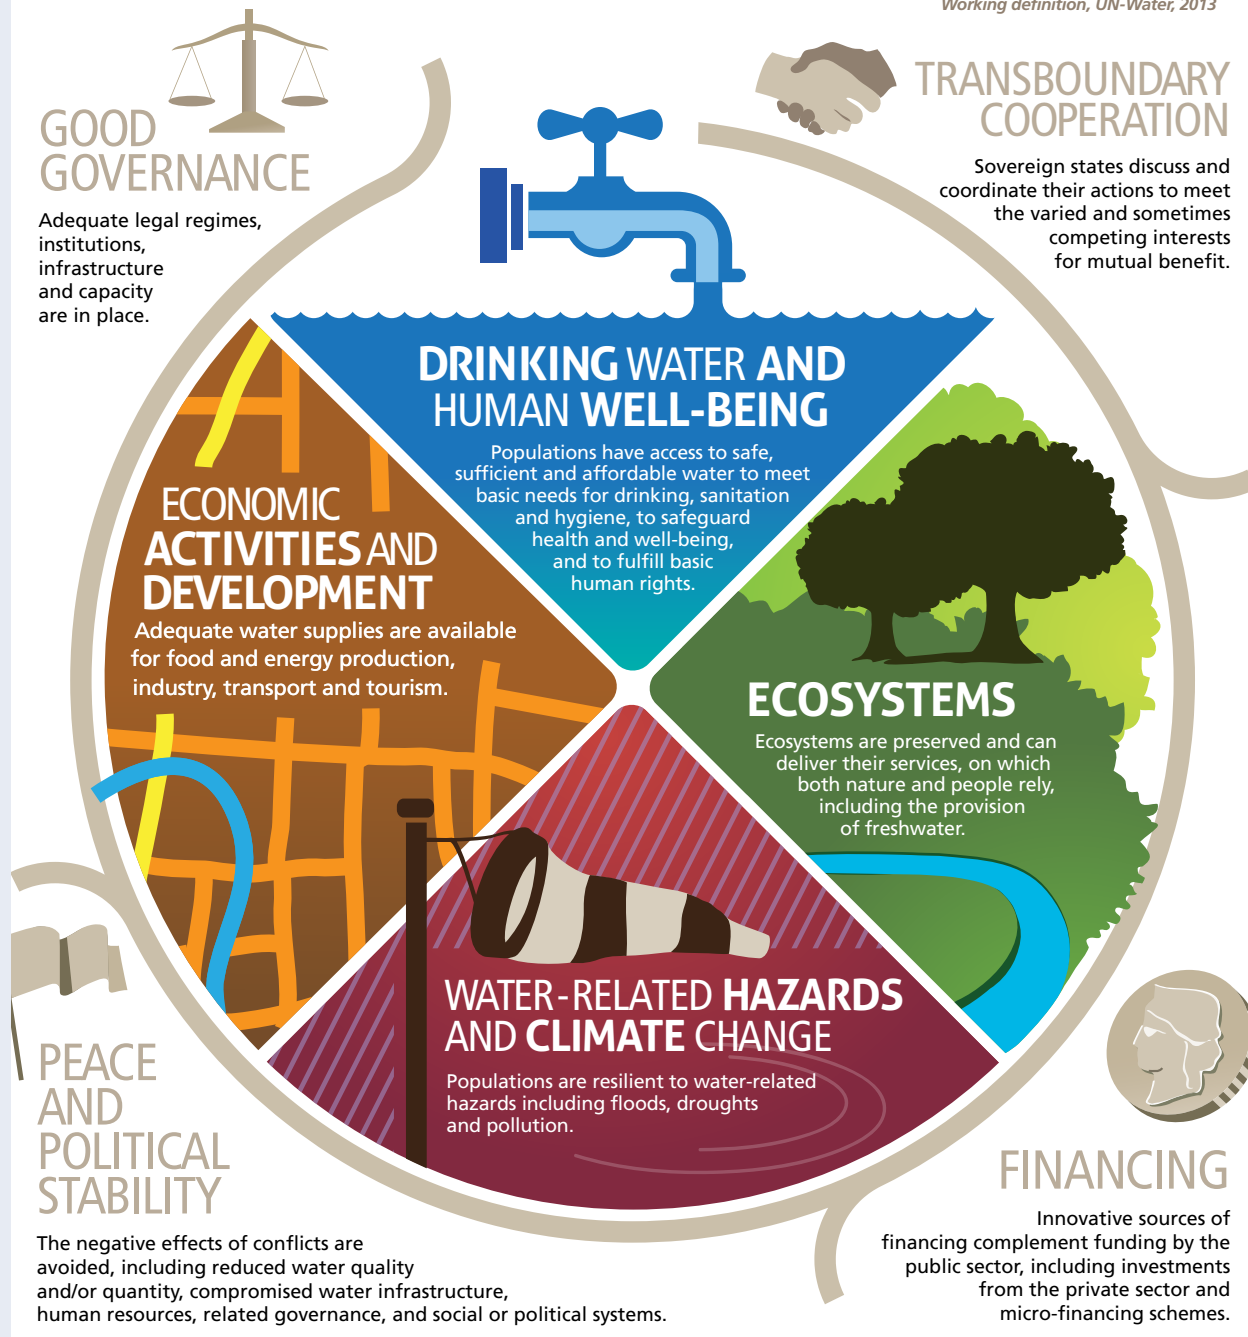 Working definition, UN-Water, 2013
GOOD
GOVERNANCE
Adequate legal regimes,
institutions,
infrastructure
and capacity
are in place.
TRANSBOUNDARY
COOPERATION
Sovereign states discuss and
coordinate their actions to meet
the varied and sometimes
competing interests
for mutual benefit.
DRINKING WATER AND
HUMAN WELL-BEING
Populations have access to safe,
sufficient and affordable water to meet
basic needs for drinking, sanitation
and hygiene, to safeguard
health and well-being,
and to fulfill basic
human rights.
ECONOMIC
ACTIVITIES AND
DEVELOPMENT
Adequate water supplies are available
for food and energy production,
industry, transport and tourism.
ECOSYSTEMS
Ecosystems are preserved and can
deliver their services, on which
both nature and people rely,
including the provision
of freshwater.
WATER-RELATED HAZARDS
AND CLIMATE CHANGE
Populations are resilient to water-related
hazards including floods, droughts
and pollution.
PEACE
AND
POLITICAL
STABILITY
The negative effects of conflicts are
avoided, including reduced water quality
and/or quantity, compromised water infrastructure,
human resources, related governance, and social or political systems.
FINANCING
Innovative sources of
financing complement funding by the
public sector, including investments
from the private sector and
micro-financing schemes.